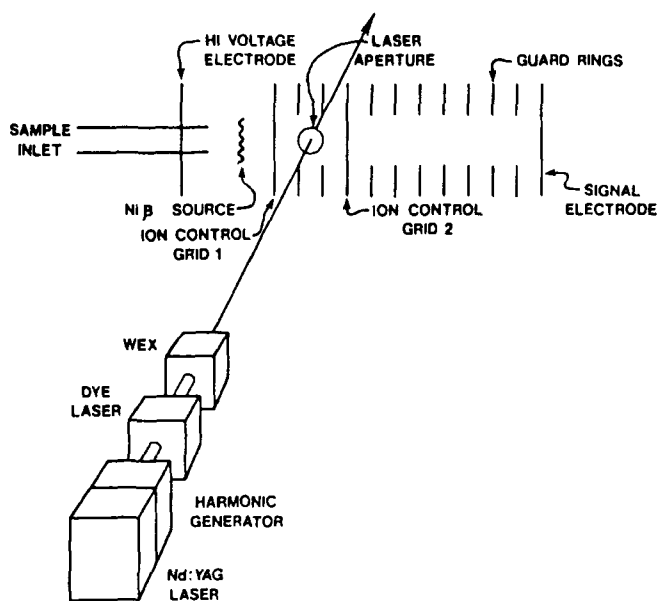 HI VOLTAGE
ELECTRODE
LASER
APERTURE
GUARD RINGS
SAMPLE
INLET
Ni β SOURCE
ION CONTROL
GRID 1
ION CONTROL
GRID 2
SIGNAL
ELECTRODE
WEX
DYE
LASER
HARMONIC
GENERATOR
Nd:YAG
LASER